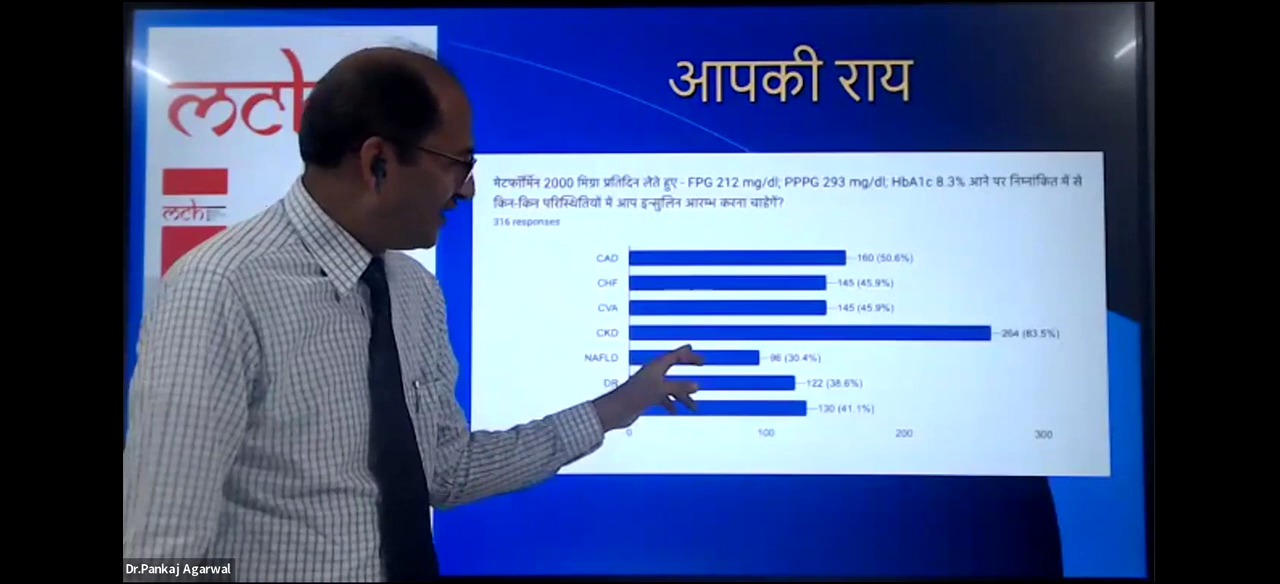 lmch
lmch
आपकी राय
मेटफॉर्मिन 2000 मिग्रा प्रतिदिन लेते हुए - FPG 212 mg/dl; PPPG 293 mg/dl; HbA1c 8.3% आने पर निम्नांकित में से
किन-किन परिस्थितियों में आप इन्सुलिन आरम्भ करना चाहेगें?
316 responses
CAD 160 (50.6%)
CHF 145 (45.9%)
CVA 145 (45.9%)
CKD 264 (83.5%)
NAFLD 96 (30.4%)
DR 122 (38.6%)
130 (41.1%)
0 100 200 300
Dr.Pankaj Agarwal